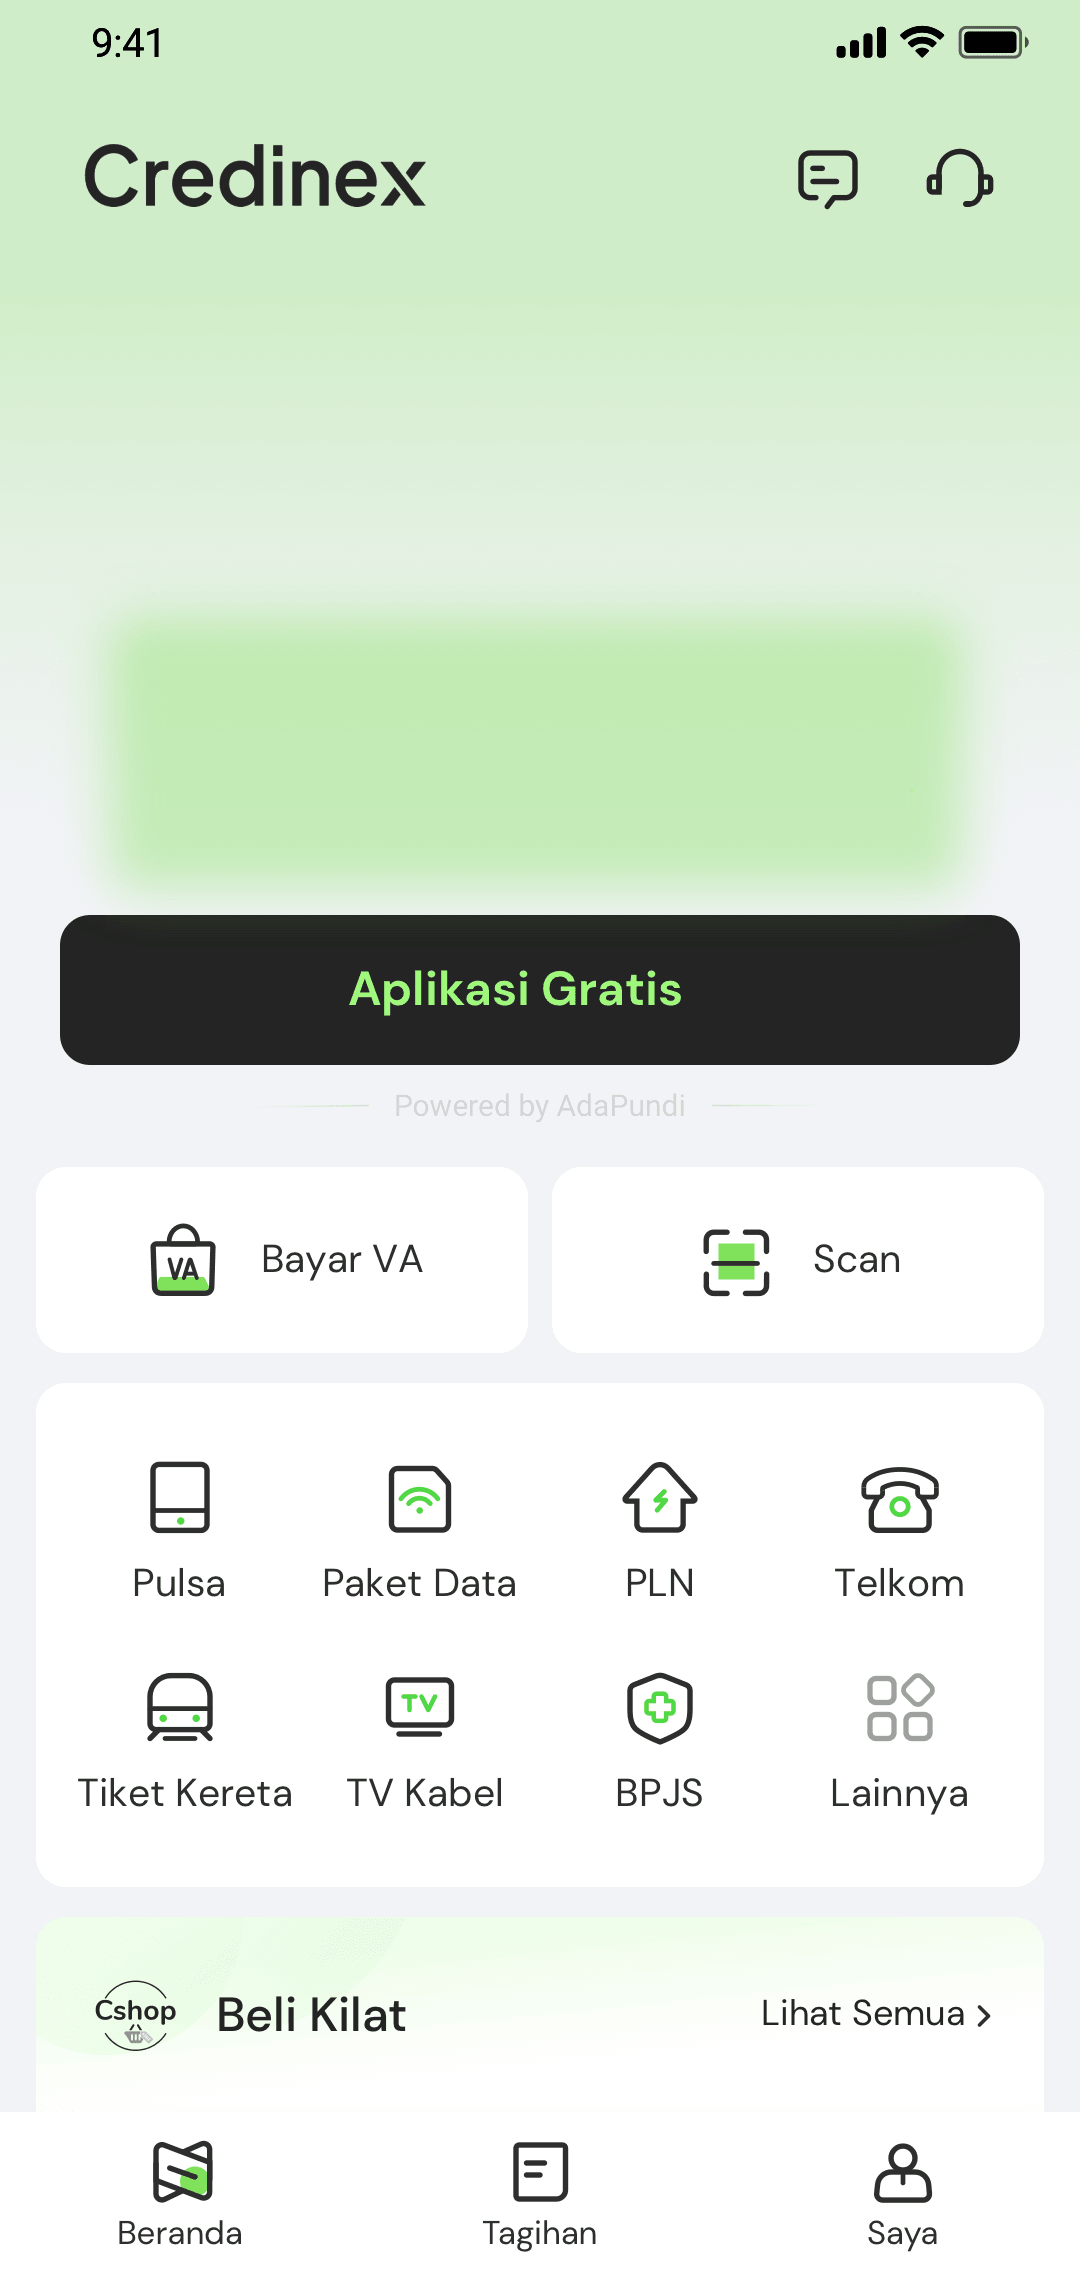 9:41
Credinex
Aplikasi Gratis
Powered by AdaPundi
VA
Bayar VA
Scan
Pulsa
Paket Data
PLN
Telkom
TV
Tiket Kereta
TV Kabel
BPJS
Lainnya
Cshop
Beli Kilat
Lihat Semua
Beranda
Tagihan
Saya